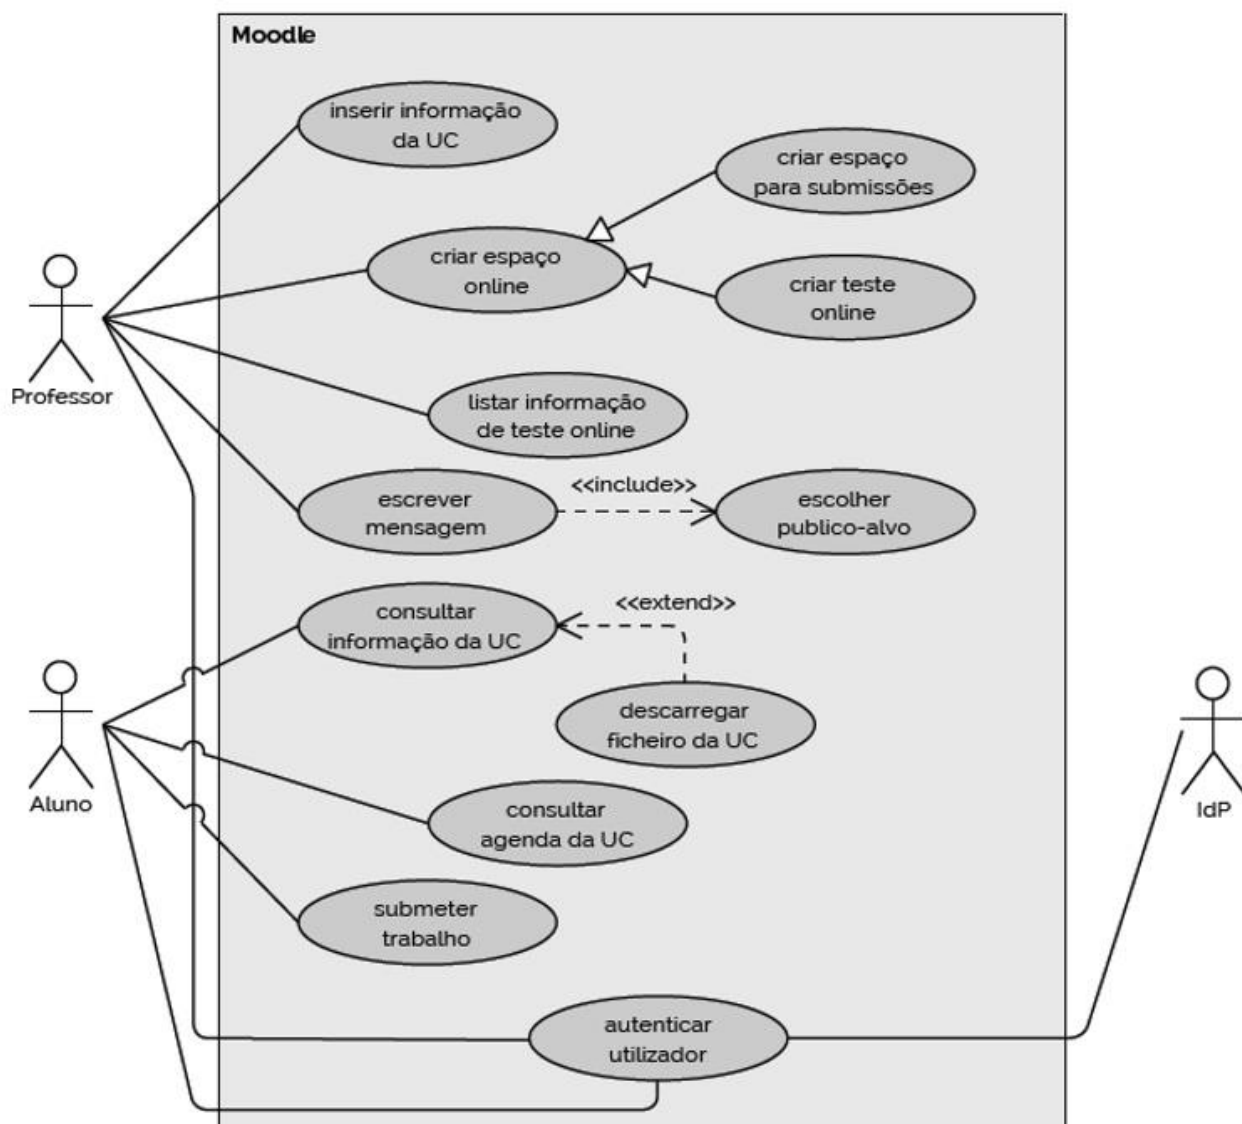 Moodle
inserir informação
da UC
criar espaço
para submissões
criar espaço
online
criar teste
online
Professor
listar informação
de teste online
<<include>>
escrever
mensagem
escolher
publico-alvo
<<extend>>
consultar
informação da UC
descarregar
ficheiro da UC
Aluno
IdP
consultar
agenda da UC
submeter
trabalho
autenticar
utilizador